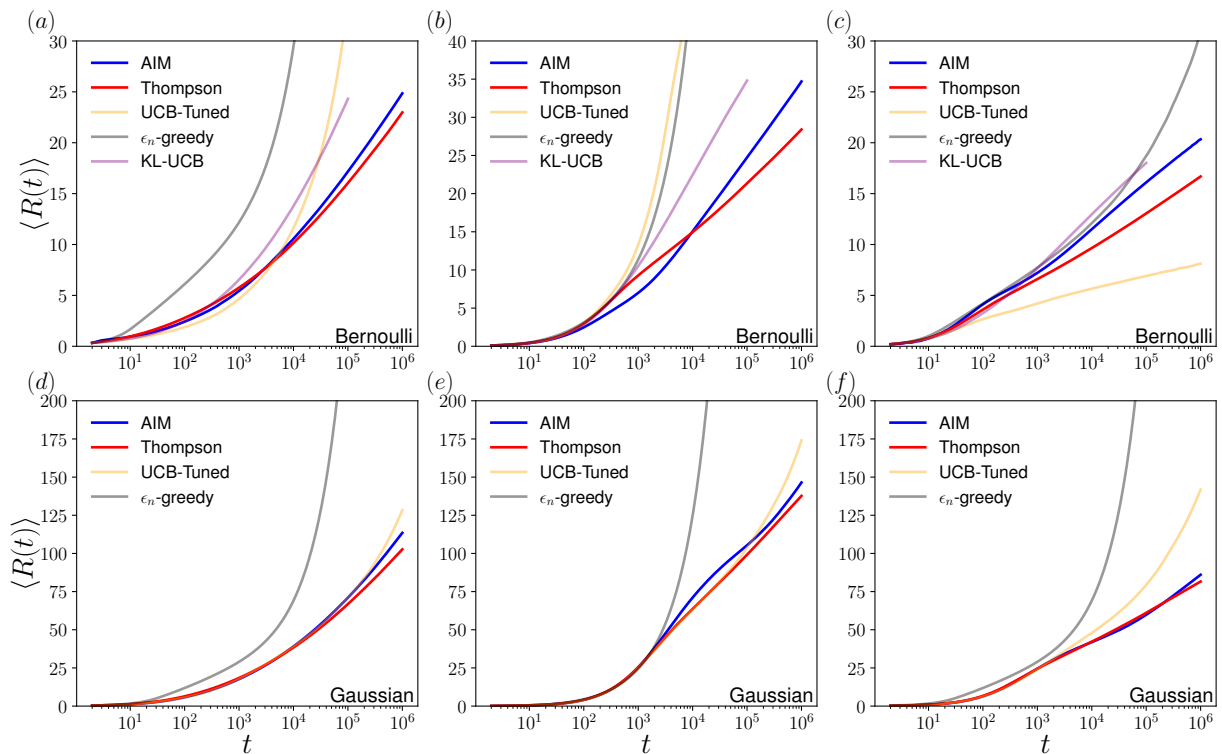 (a)
⟨R(t)⟩
30
25
20
15
10
5
0
AIM
Thompson
UCB-Tuned
ϵₙ-greedy
KL-UCB
Bernoulli
10¹ 10² 10³ 10⁴ 10⁵ 10⁶
(b)
40
35
30
25
20
15
10
5
0
AIM
Thompson
UCB-Tuned
ϵₙ-greedy
KL-UCB
Bernoulli
10¹ 10² 10³ 10⁴ 10⁵ 10⁶
(c)
30
25
20
15
10
5
0
AIM
Thompson
UCB-Tuned
ϵₙ-greedy
KL-UCB
Bernoulli
10¹ 10² 10³ 10⁴ 10⁵ 10⁶
(d)
⟨R(t)⟩
200
175
150
125
100
75
50
25
0
AIM
Thompson
UCB-Tuned
ϵₙ-greedy
Gaussian
10¹ 10² 10³ 10⁴ 10⁵ 10⁶
t
(e)
200
175
150
125
100
75
50
25
0
AIM
Thompson
UCB-Tuned
ϵₙ-greedy
Gaussian
10¹ 10² 10³ 10⁴ 10⁵ 10⁶
t
(f)
200
175
150
125
100
75
50
25
0
AIM
Thompson
UCB-Tuned
ϵₙ-greedy
Gaussian
10¹ 10² 10³ 10⁴ 10⁵ 10⁶
t